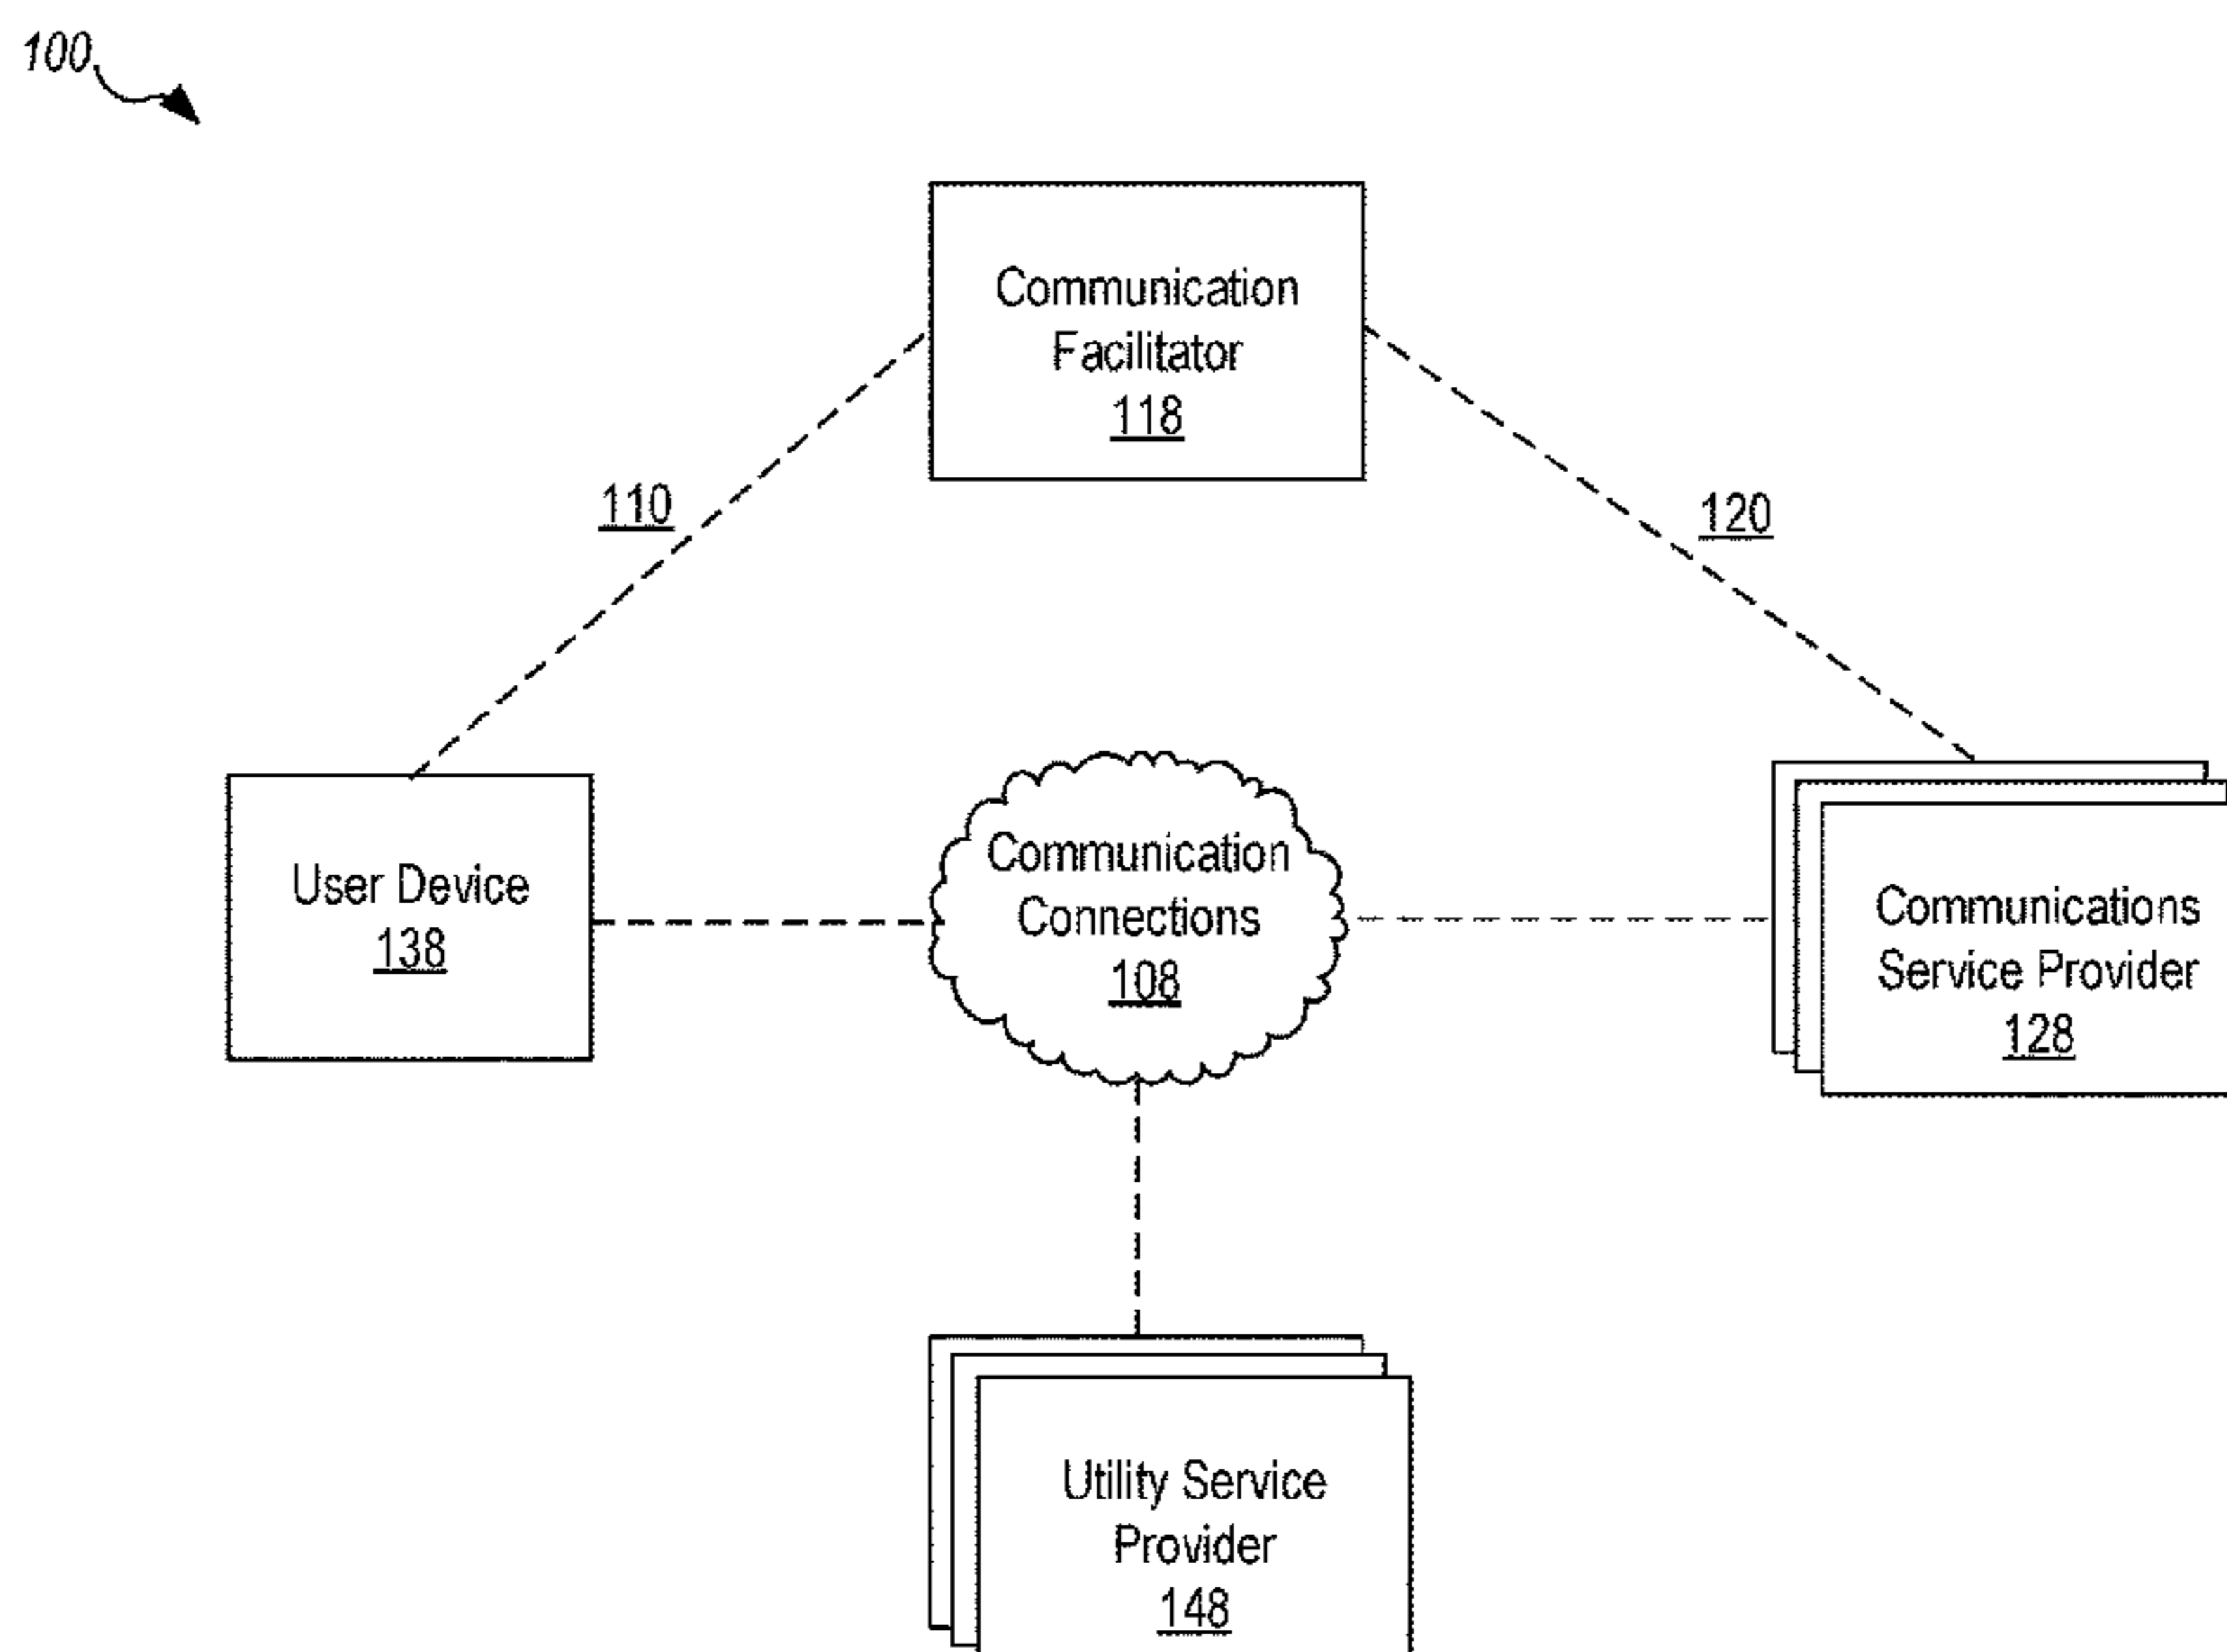 100
Communication
Facilitator
118
110
120
User Device
138
Communication
Connections
108
Communications
Service Provider
128
Utility Service
Provider
148